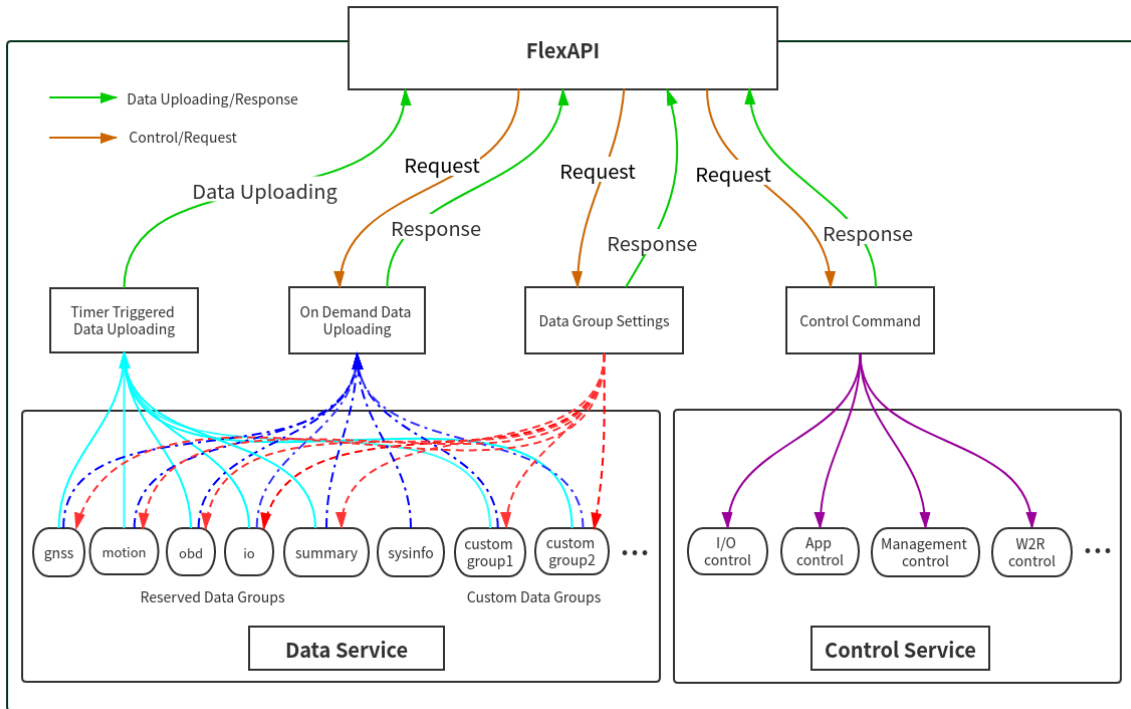 FlexAPI
Data Uploading/Response
Control/Request
Request
Request
Request
Data Uploading
Response
Response
Response
Timer Triggered
Data Uploading
On Demand Data
Uploading
Data Group Settings
Control Command
gnss
motion
obd
io
summary
sysinfo
custom
group1
custom
group2
...
I/O
control
App
control
Management
control
W2R
control
...
Reserved Data Groups
Custom Data Groups
Data Service
Control Service